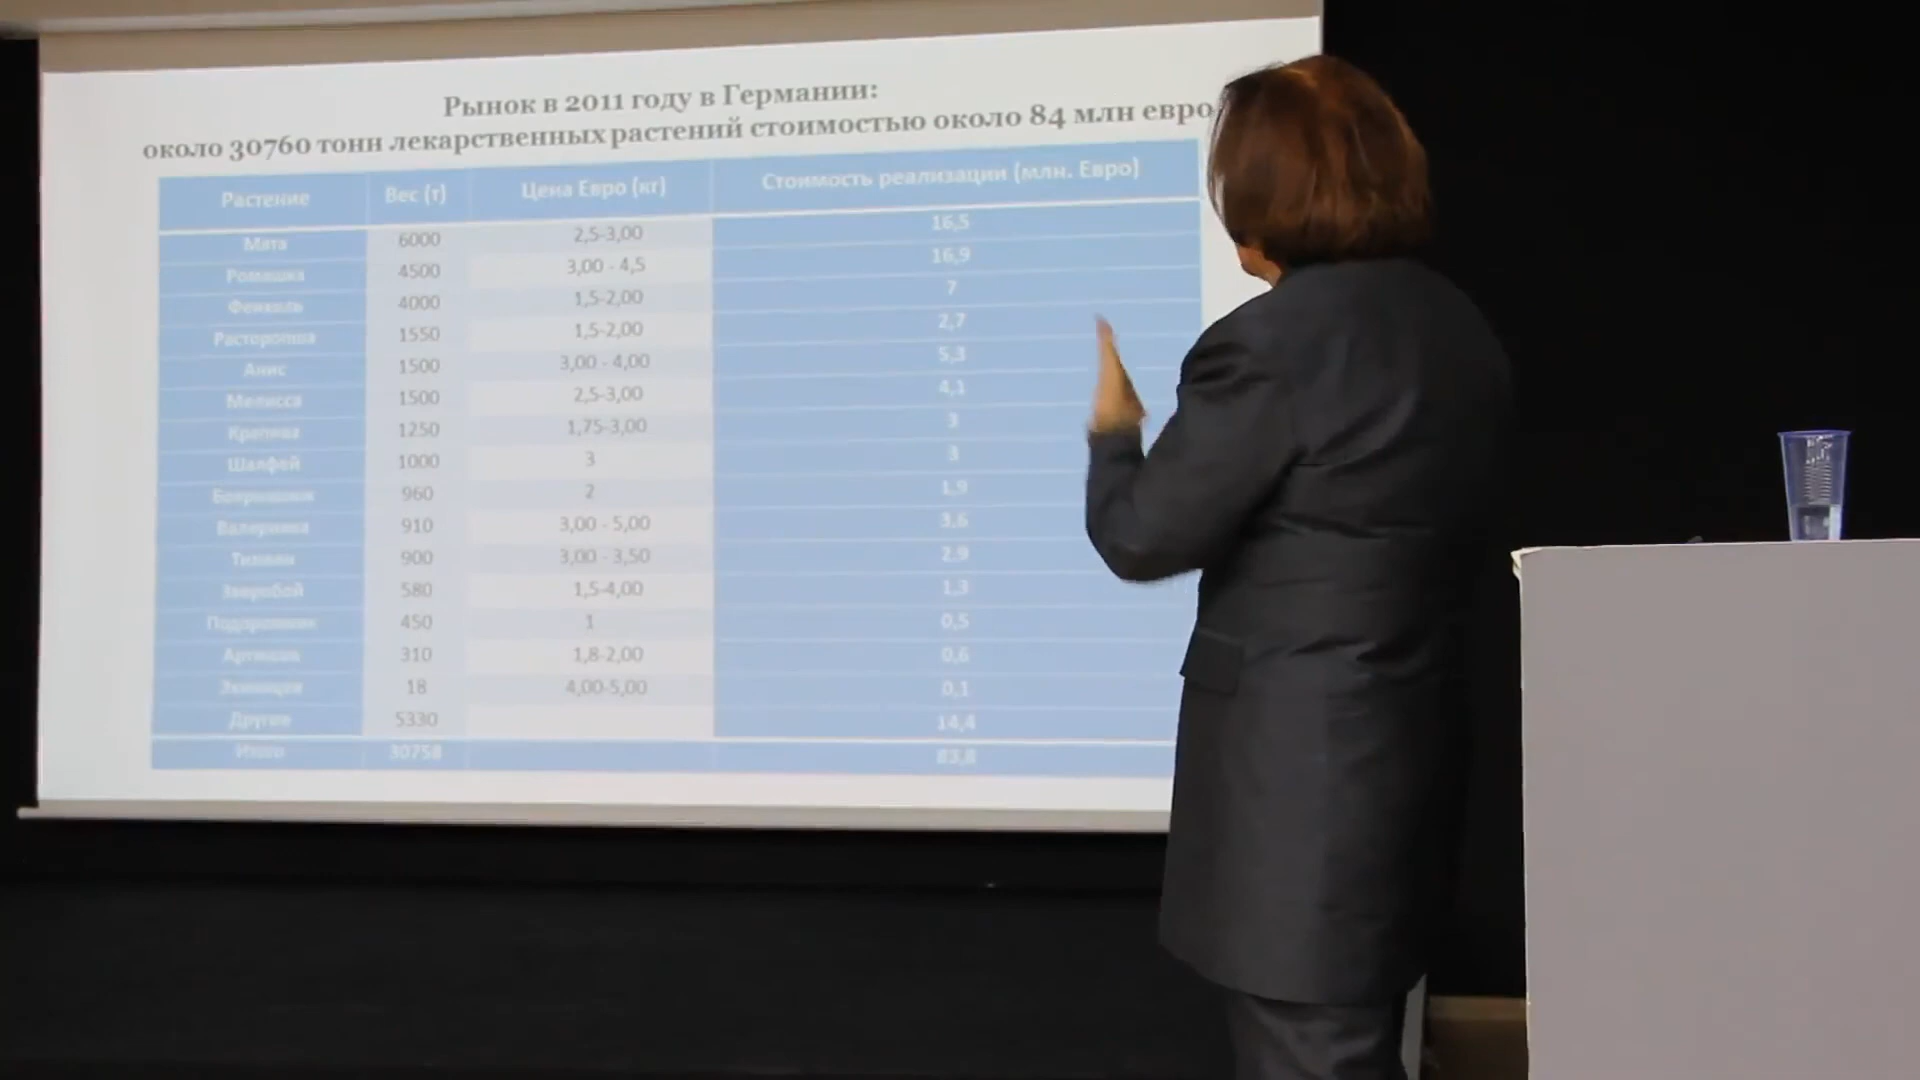 Рынок в 2011 году в Германии:
около 30760 тонн лекарственных растений стоимостью около 84 млн евро
Растение Вес (т) Цена Евро (кг) Стоимость реализации (млн. Евро)
Мята 6000 2,5-3,00 16,5
Ромашка 4500 3,00 - 4,5 16,9
Фенхель 4000 1,5-2,00 7
Расторопша 1550 1,5-2,00 2,7
Анис 1500 3,00 - 4,00 5,3
Мелисса 1500 2,5-3,00 4,1
Крапива 1250 1,75-3,00 3
Шалфей 1000 3 3
Боярышник 960 2 1,9
Валериана 910 3,00 - 5,00 3,6
Тимьян 900 3,00 - 3,50 2,9
Зверобой 580 1,5-4,00 1,3
Подорожник 450 1 0,5
Артишок 310 1,8-2,00 0,6
Эхинацея 18 4,00-5,00 0,1
Другие 5330 14,4
Итого 30758 83,8